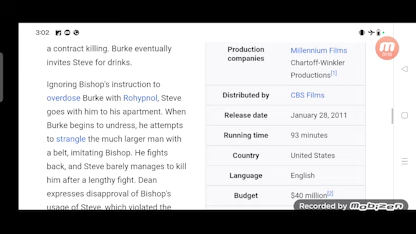 3:02
a contract killing. Burke eventually
invites Steve for drinks.
Ignoring Bishop's instruction to
overdose Burke with Rohypnol, Steve
goes with him to his apartment. When
Burke begins to undress, he attempts
to strangle the much larger man with
a belt, imitating Bishop. He fights
back, and Steve barely manages to kill
him after a lengthy fight. Dean
expresses disapproval of Bishop's
usage of Steve, which violated the
Production
companies
Millennium Films
Chartoff-Winkler
Productions[1]
Distributed by CBS Films
Release date January 28, 2011
Running time 93 minutes
Country United States
Language English
Budget $40 million[2]
Recorded by Mobizen